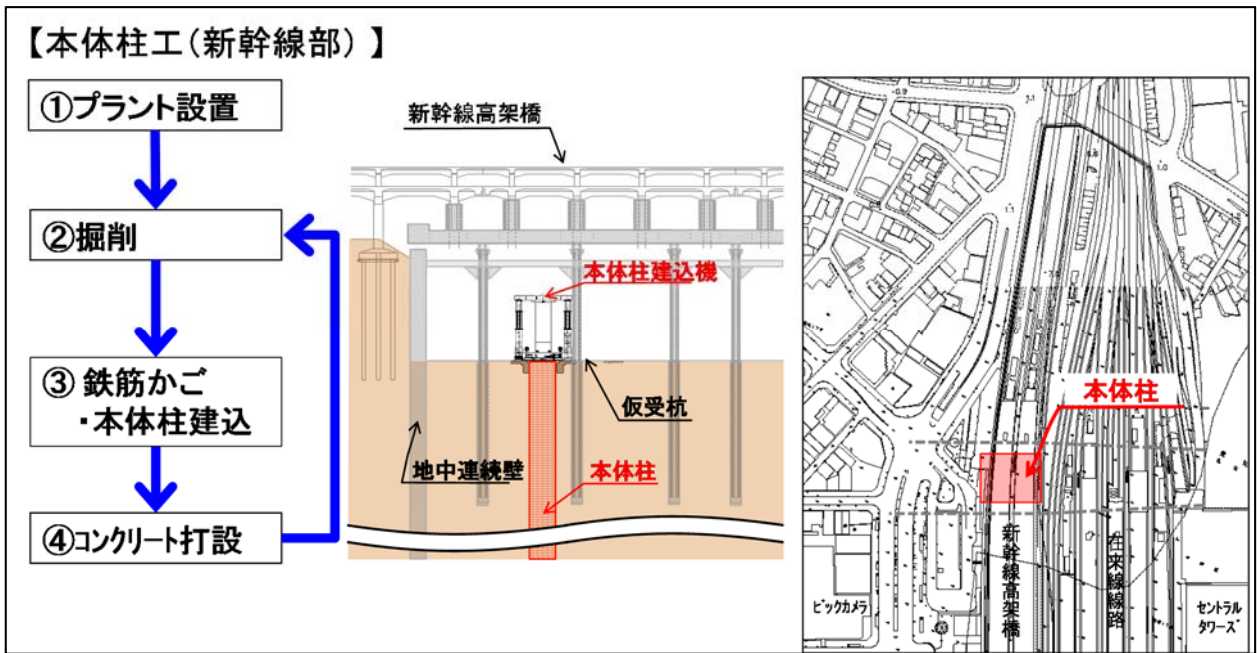 【本体柱工(新幹線部)】
①プラント設置
②掘削
③ 鉄筋かご
・本体柱建込
④コンクリート打設
新幹線高架橋
本体柱建込機
仮受杭
地中連続壁
本体柱
本体柱
新幹線高架橋
在来線線路
ビックカメラ
セントラル
タワーズ